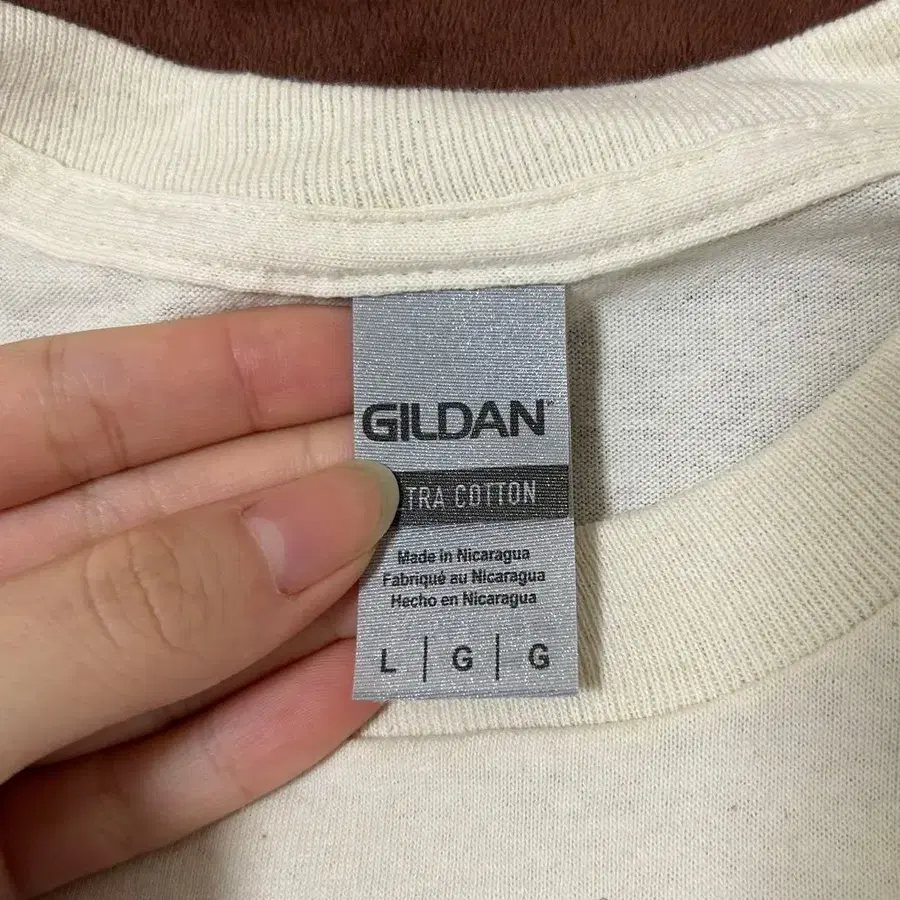 GILDAN
TRA COTTON
Made in Nicaragua
Fabriqué au Nicaragua
Hecho en Nicaragua
L | G | G